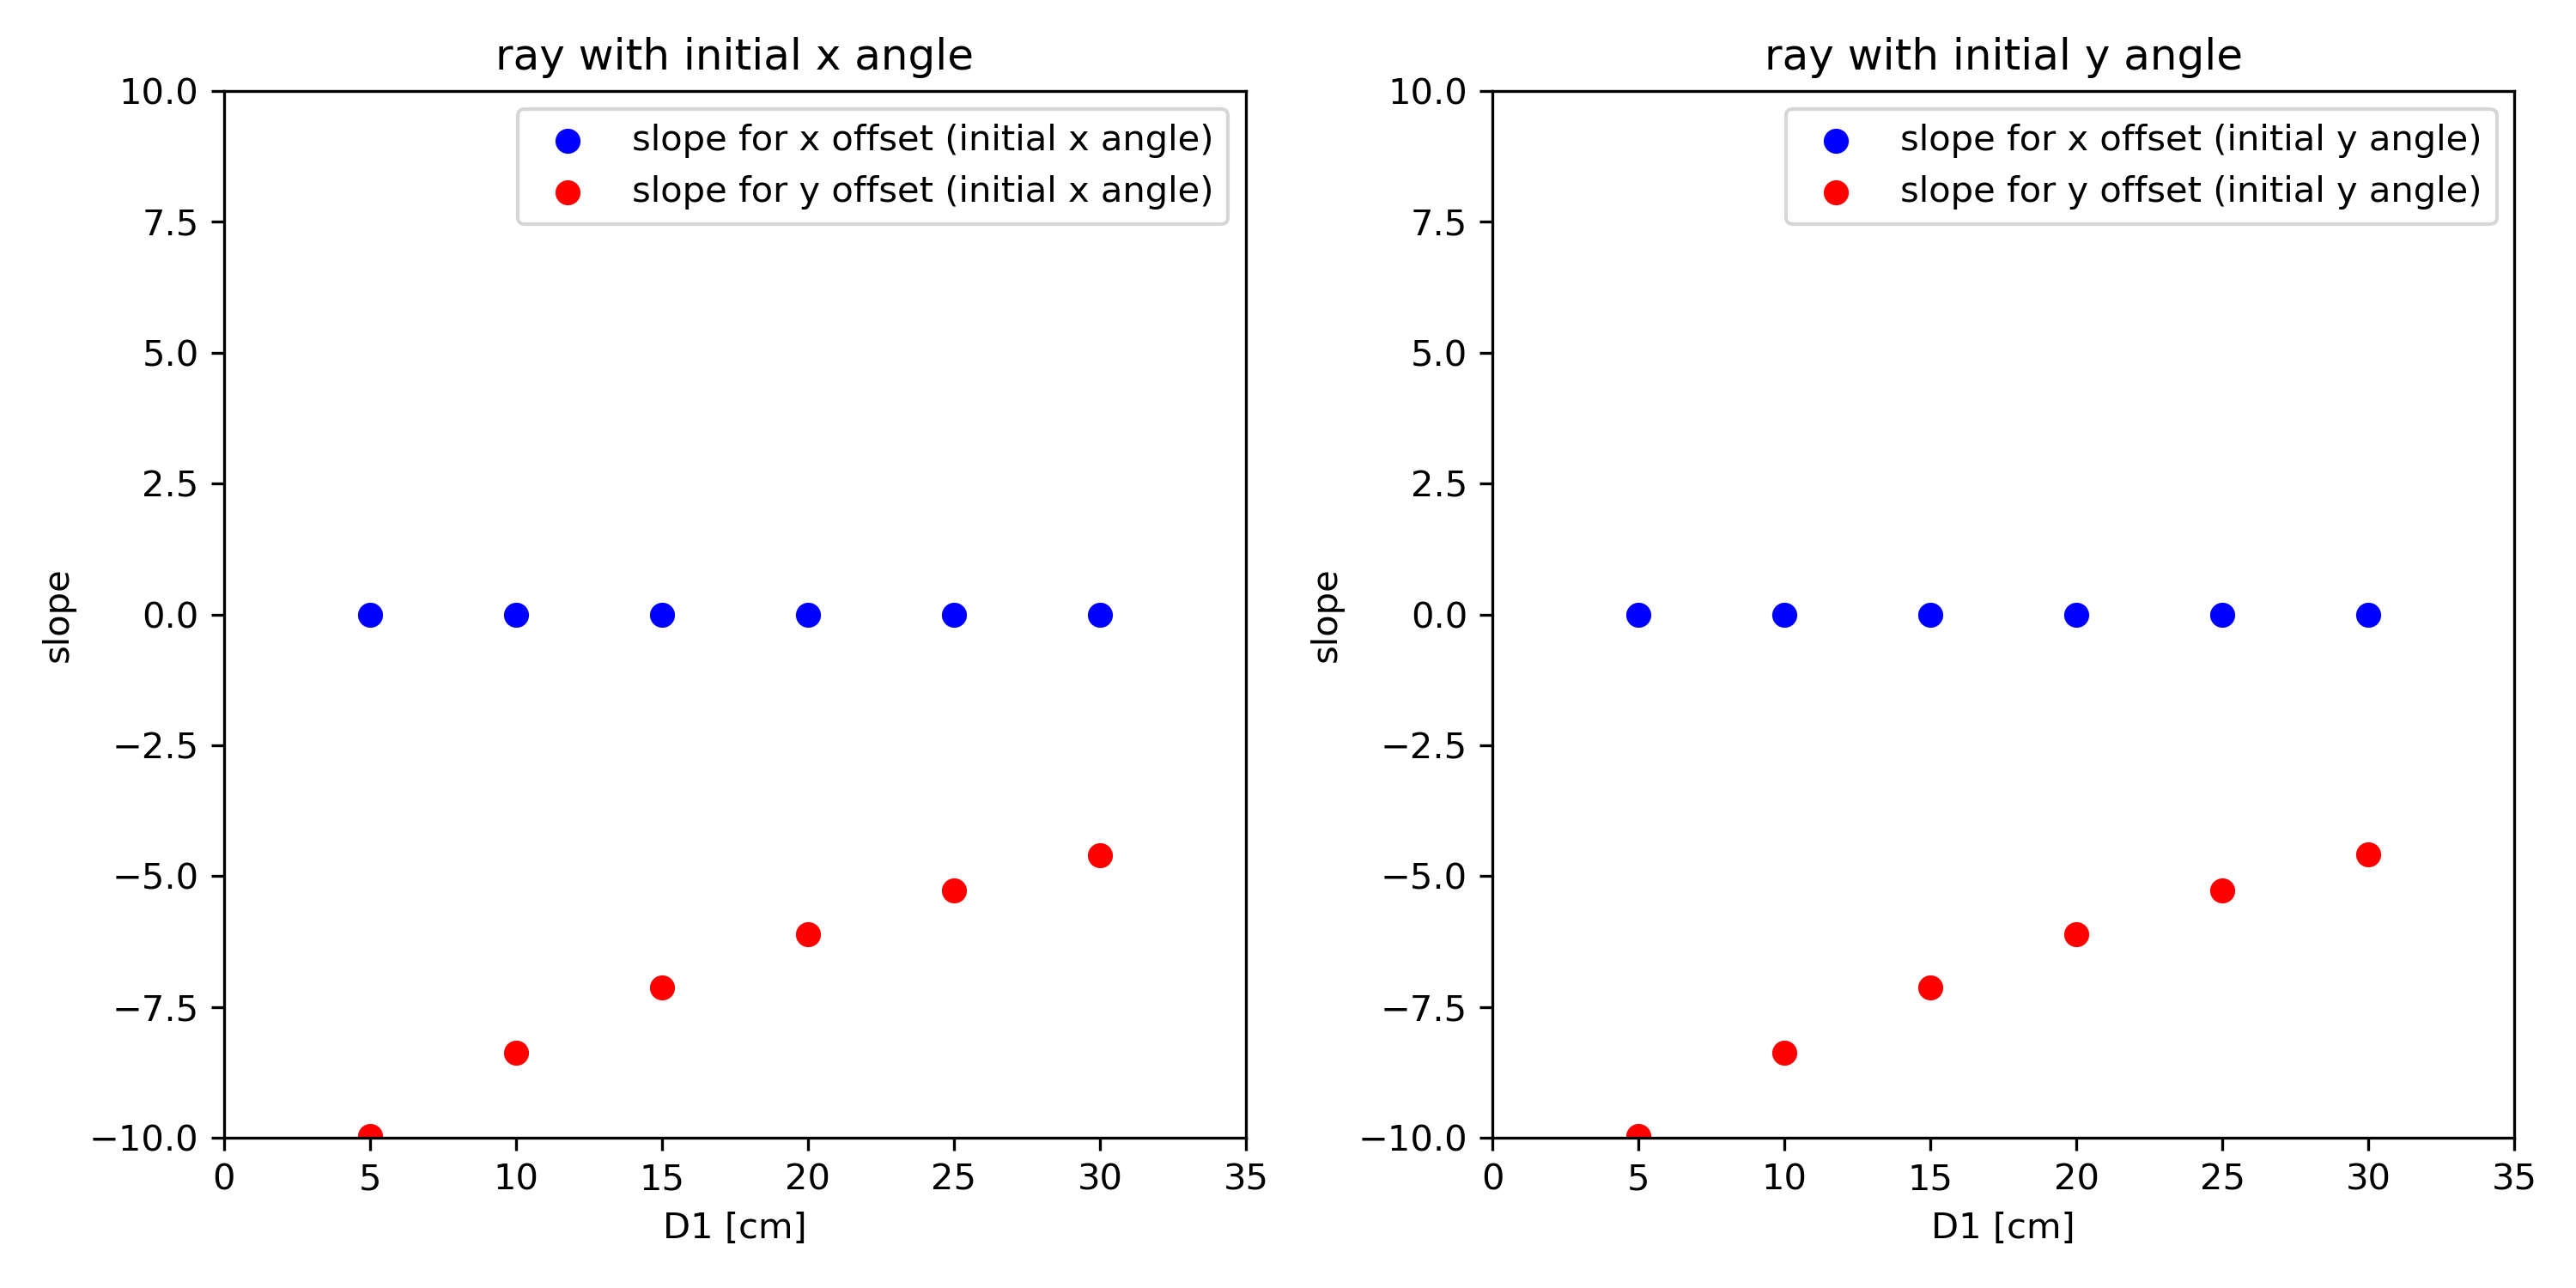 ray with initial x angle
slope for x offset (initial x angle)
slope for y offset (initial x angle)
10.0
7.5
5.0
2.5
0.0
−2.5
−5.0
−7.5
−10.0
slope
0 5 10 15 20 25 30 35
D1 [cm]
ray with initial y angle
slope for x offset (initial y angle)
slope for y offset (initial y angle)
10.0
7.5
5.0
2.5
0.0
−2.5
−5.0
−7.5
−10.0
slope
0 5 10 15 20 25 30 35
D1 [cm]